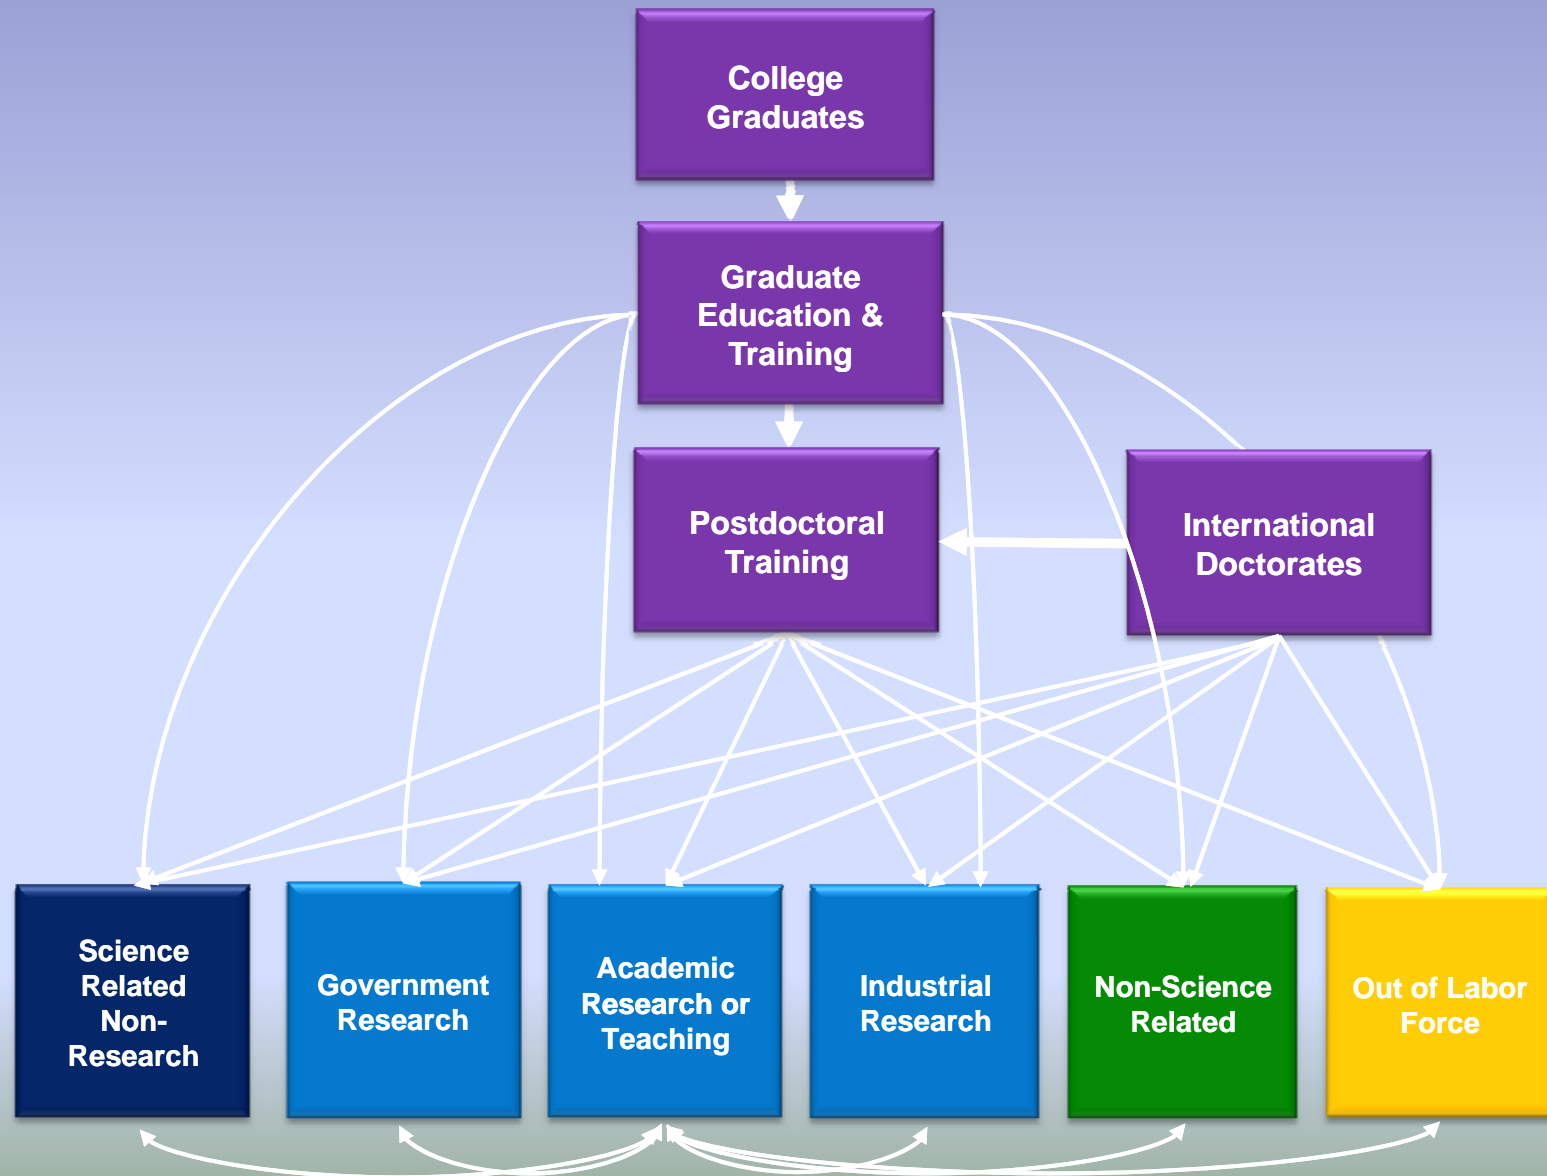 College
Graduates
Graduate
Education &
Training
Postdoctoral
Training
International
Doctorates
Science
Related
Non-
Research
Government
Research
Academic
Research or
Teaching
Industrial
Research
Non-Science
Related
Out of Labor
Force